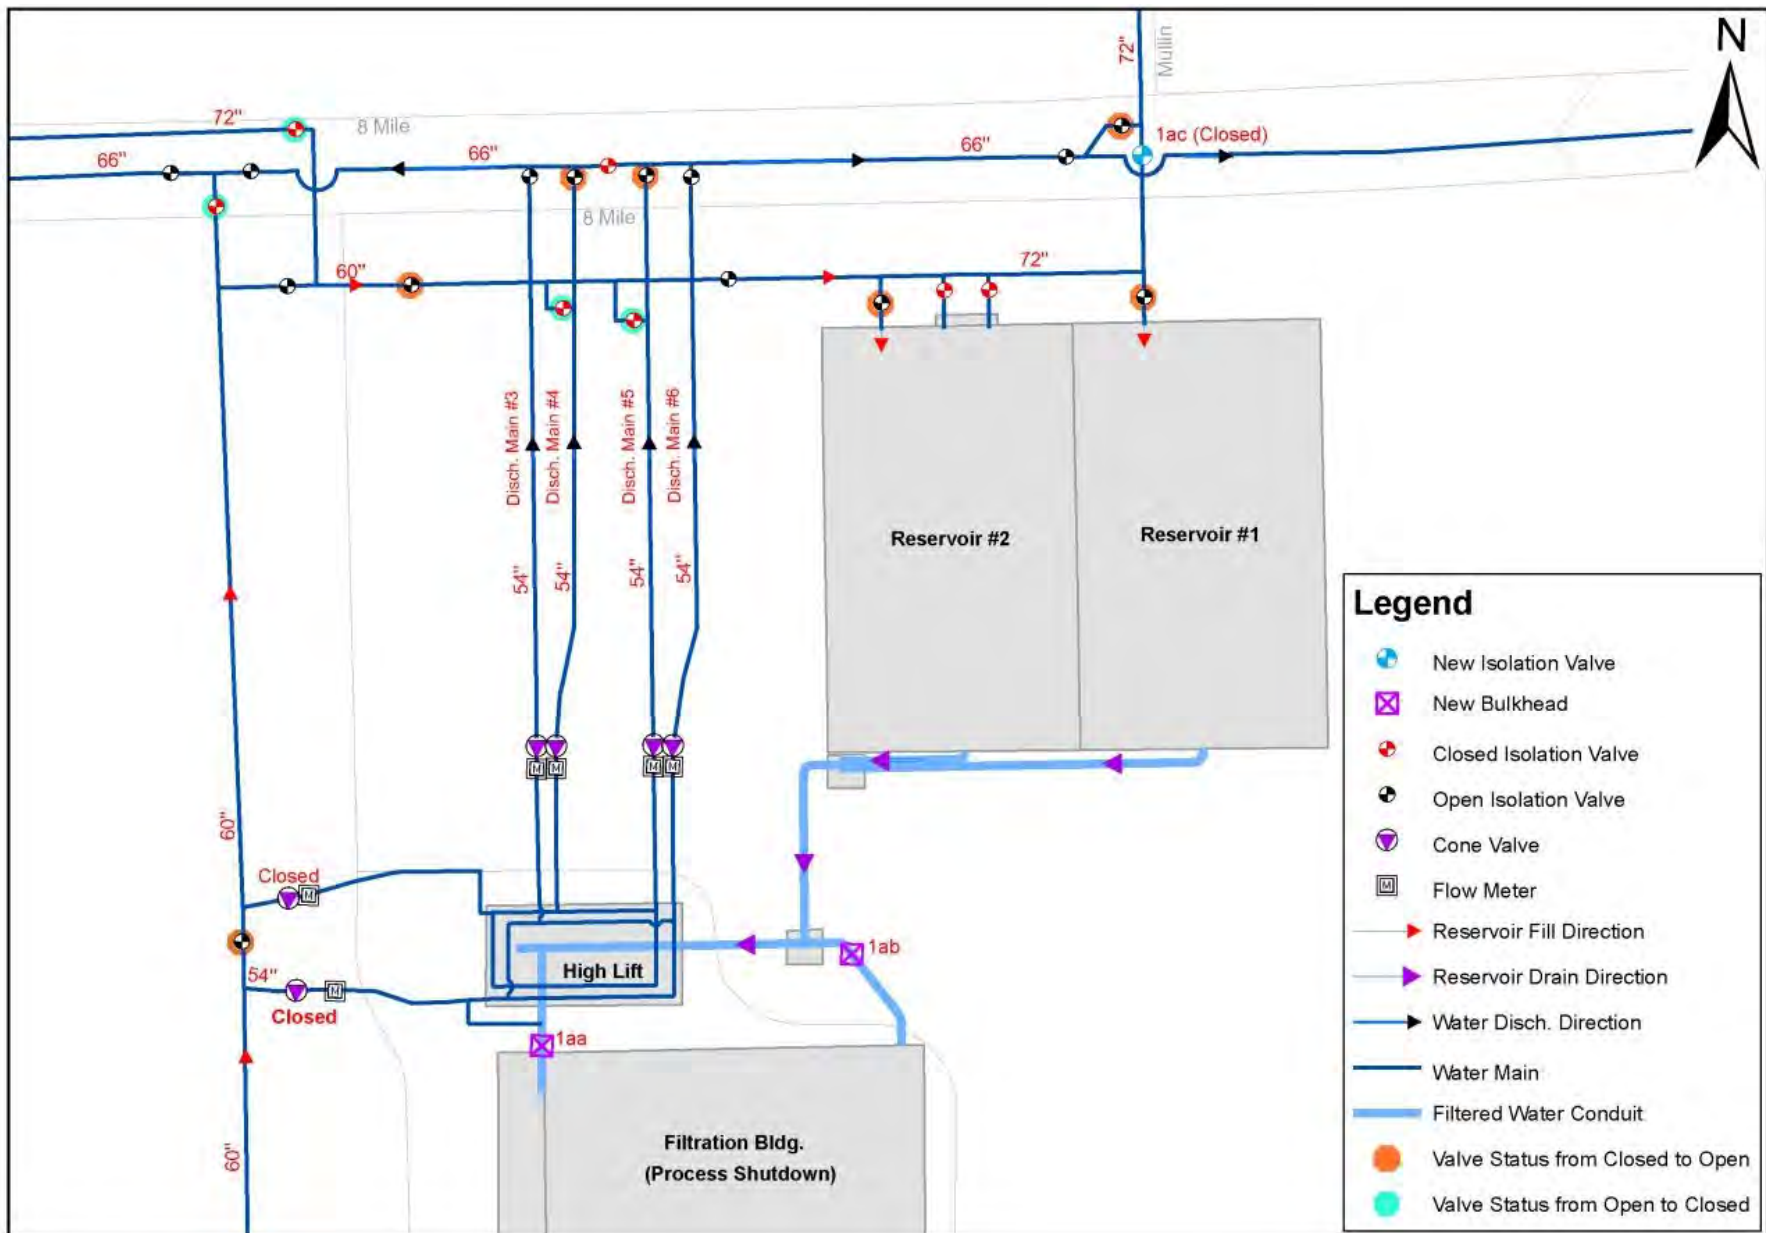 N
72"
Mullin
72"
8 Mile
1ac (Closed)
66"
66"
66"
8 Mile
60"
72"
Disch. Main #3
Disch. Main #4
Disch. Main #5
Disch. Main #6
Reservoir #2
Reservoir #1
54"
54"
54"
54"
Legend
New Isolation Valve
New Bulkhead
Closed Isolation Valve
Open Isolation Valve
Cone Valve
M
Flow Meter
Reservoir Fill Direction
Reservoir Drain Direction
Water Disch. Direction
Water Main
Filtered Water Conduit
Valve Status from Closed to Open
Valve Status from Open to Closed
M
M
M
M
60"
Closed
M
1ab
High Lift
54"
M
Closed
1aa
60"
Filtration Bldg.
(Process Shutdown)